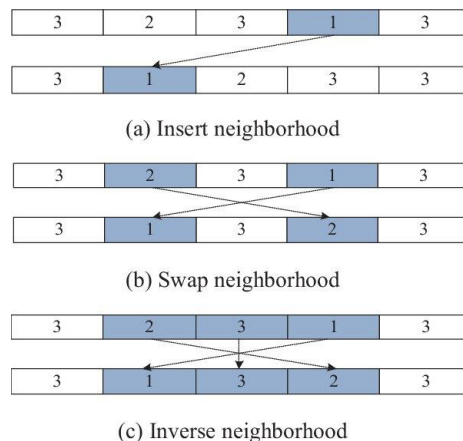 3 2 3 1 3
3 1 2 3 3
(a) Insert neighborhood
3 2 3 1 3
3 1 3 2 3
(b) Swap neighborhood
3 2 3 1 3
3 1 3 2 3
(c) Inverse neighborhood